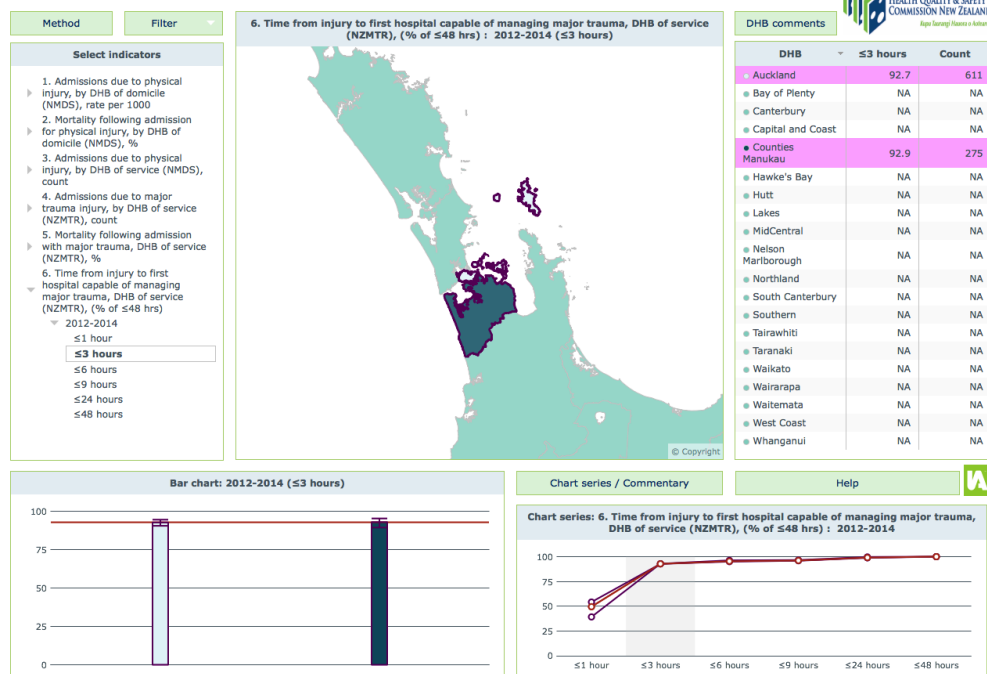 Method
Filter
Select indicators
1. Admissions due to physical
injury, by DHB of domicile
(NMDS), rate per 1000
2. Mortality following admission
for physical injury, by DHB of
domicile (NMDS), %
3. Admissions due to physical
injury, by DHB of service (NMDS),
count
4. Admissions due to major
trauma injury, by DHB of service
(NZMTR), count
5. Mortality following admission
with major trauma, DHB of service
(NZMTR), %
6. Time from injury to first
hospital capable of managing
major trauma, DHB of service
(NZMTR), (% of ≤48 hrs)
2012-2014
≤1 hour
≤3 hours
≤6 hours
≤9 hours
≤24 hours
≤48 hours
6. Time from injury to first hospital capable of managing major trauma, DHB of service
(NZMTR), (% of ≤48 hrs) : 2012-2014 (≤3 hours)
© Copyright
DHB comments
HEALTH QUALITY & SAFETY
COMMISSION NEW ZEALAND
DHB ≤3 hours Count
Auckland 92.7 611
Bay of Plenty NA NA
Canterbury NA NA
Capital and Coast NA NA
Counties
Manukau 92.9 275
Hawke's Bay NA NA
Hutt NA NA
Lakes NA NA
MidCentral NA NA
Nelson
Marlborough NA NA
Northland NA NA
South Canterbury NA NA
Southern NA NA
Tairawhiti NA NA
Taranaki NA NA
Waikato NA NA
Wairarapa NA NA
Waitemata NA NA
West Coast NA NA
Whanganui NA NA
Bar chart: 2012-2014 (≤3 hours)
100
75
50
25
0
Chart series / Commentary
Help
Chart series: 6. Time from injury to first hospital capable of managing major trauma,
DHB of service (NZMTR), (% of ≤48 hrs) : 2012-2014
100
75
50
25
0
≤1 hour ≤3 hours ≤6 hours ≤9 hours ≤24 hours ≤48 hours